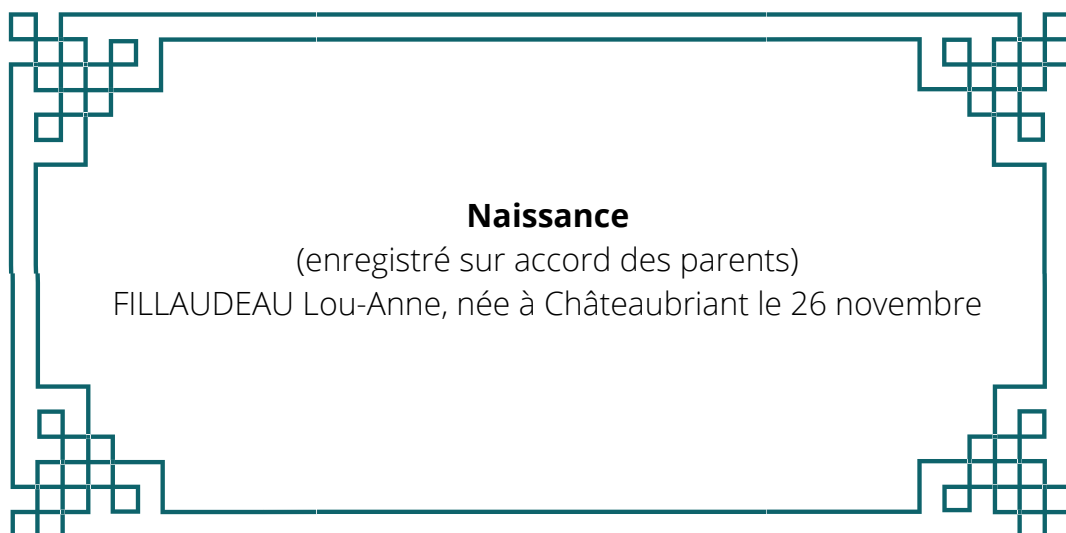 Naissance
(enregistré sur accord des parents)
FILLAUDEAU Lou-Anne, née à Châteaubriant le 26 novembre